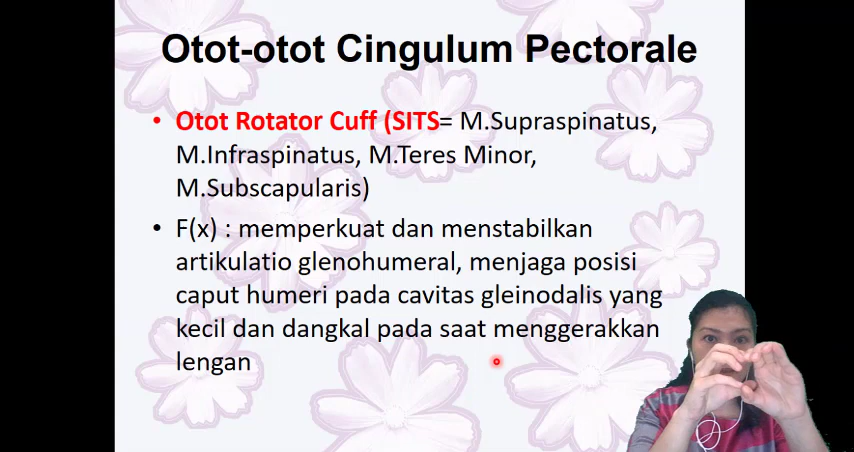 Otot-otot Cingulum Pectorale
• Otot Rotator Cuff (SITS= M.Supraspinatus,
M.Infraspinatus, M.Teres Minor,
M.Subscapularis)
• F(x) : memperkuat dan menstabilkan
artikulatio glenohumeral, menjaga posisi
caput humeri pada cavitas gleinodalis yang
kecil dan dangkal pada saat menggerakkan
lengan